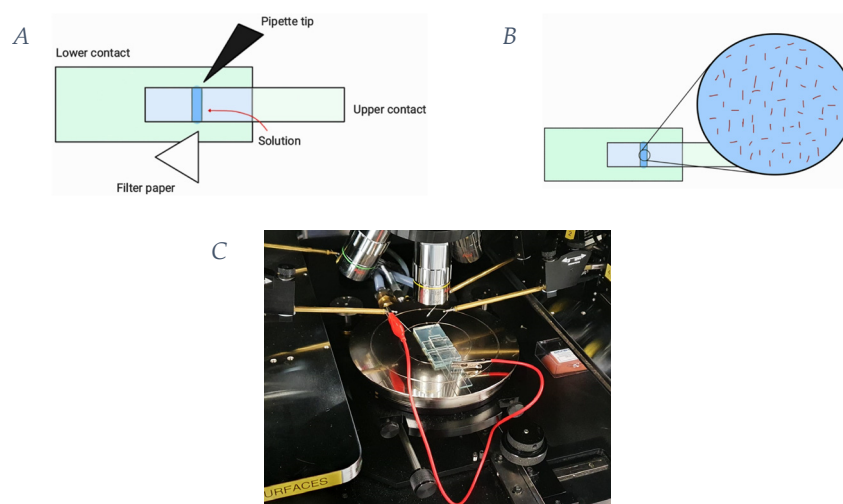 A
Pipette tip
Lower contact
Upper contact
Solution
Filter paper
B
C
URFACES